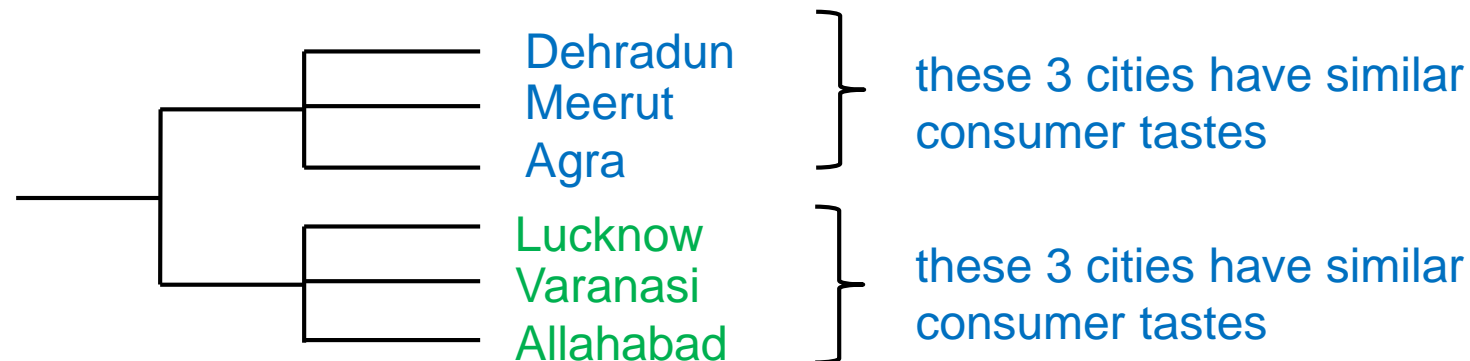 Dehradun
Meerut
Agra
these 3 cities have similar
consumer tastes
Lucknow
Varanasi
Allahabad
these 3 cities have similar
consumer tastes